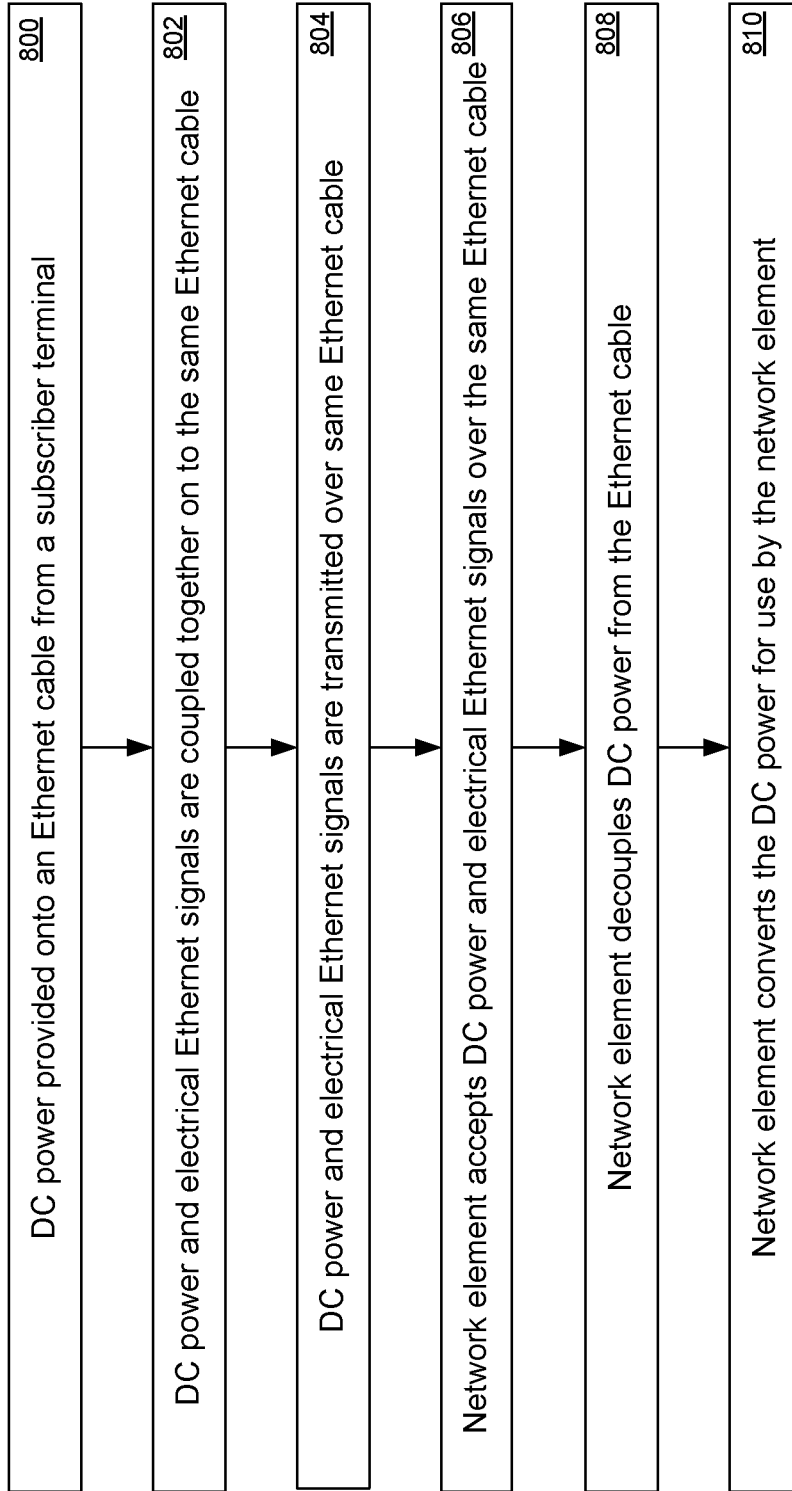 DC power provided onto an Ethernet cable from a subscriber terminal 800
DC power and electrical Ethernet signals are coupled together on to the same Ethernet cable 802
DC power and electrical Ethernet signals are transmitted over same Ethernet cable 804
Network element accepts DC power and electrical Ethernet signals over the same Ethernet cable 806
Network element decouples DC power from the Ethernet cable 808
Network element converts the DC power for use by the network element 810